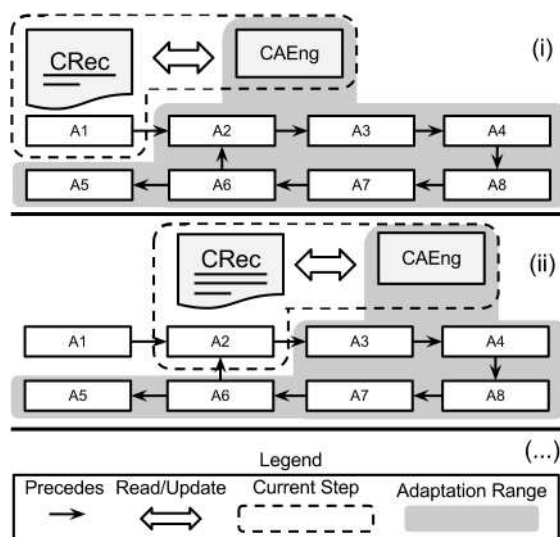 (i)
CRec
CAEng
A1 A2 A3 A4
A5 A6 A7 A8
(ii)
CRec
CAEng
A1 A2 A3 A4
A5 A6 A7 A8
(...)
Legend
Precedes Read/Update Current Step Adaptation Range